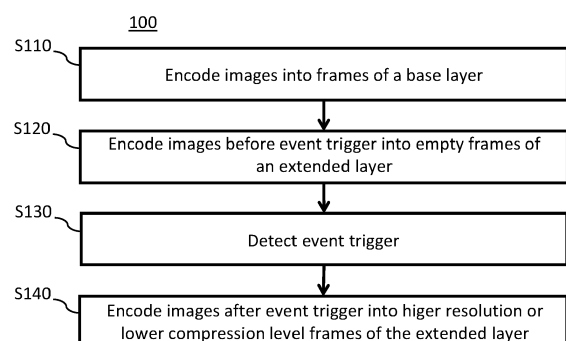 100
S110
Encode images into frames of a base layer
S120
Encode images before event trigger into empty frames of
an extended layer
S130
Detect event trigger
S140
Encode images after event trigger into higer resolution or
lower compression level frames of the extended layer